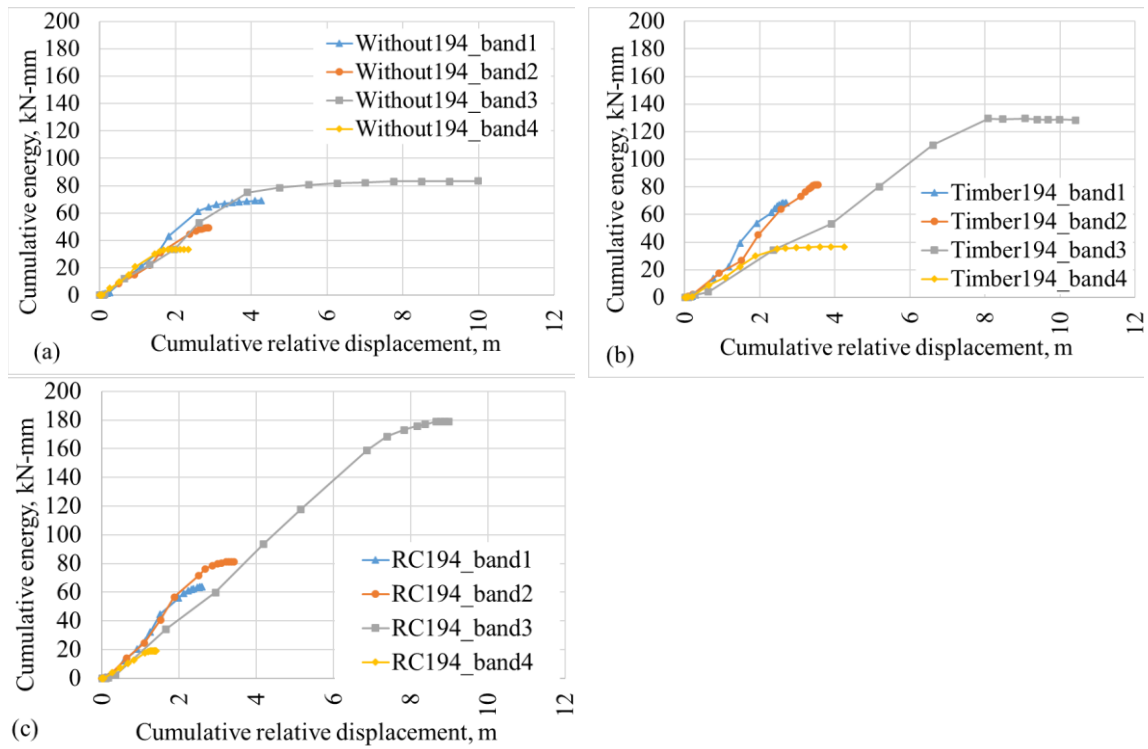 200
180
160
140
120
100
80
60
40
20
0
Cumulative energy, kN-mm
Without194_band1
Without194_band2
Without194_band3
Without194_band4
0
2
4
6
8
10
12
(a)
Cumulative relative displacement, m
200
180
160
140
120
100
80
60
40
20
0
Cumulative energy, kN-mm
Timber194_band1
Timber194_band2
Timber194_band3
Timber194_band4
0
2
4
6
8
10
12
(b)
Cumulative relative displacement, m
200
180
160
140
120
100
80
60
40
20
0
Cumulative energy, kN-mm
RC194_band1
RC194_band2
RC194_band3
RC194_band4
0
2
4
6
8
10
12
(c)
Cumulative relative displacement, m